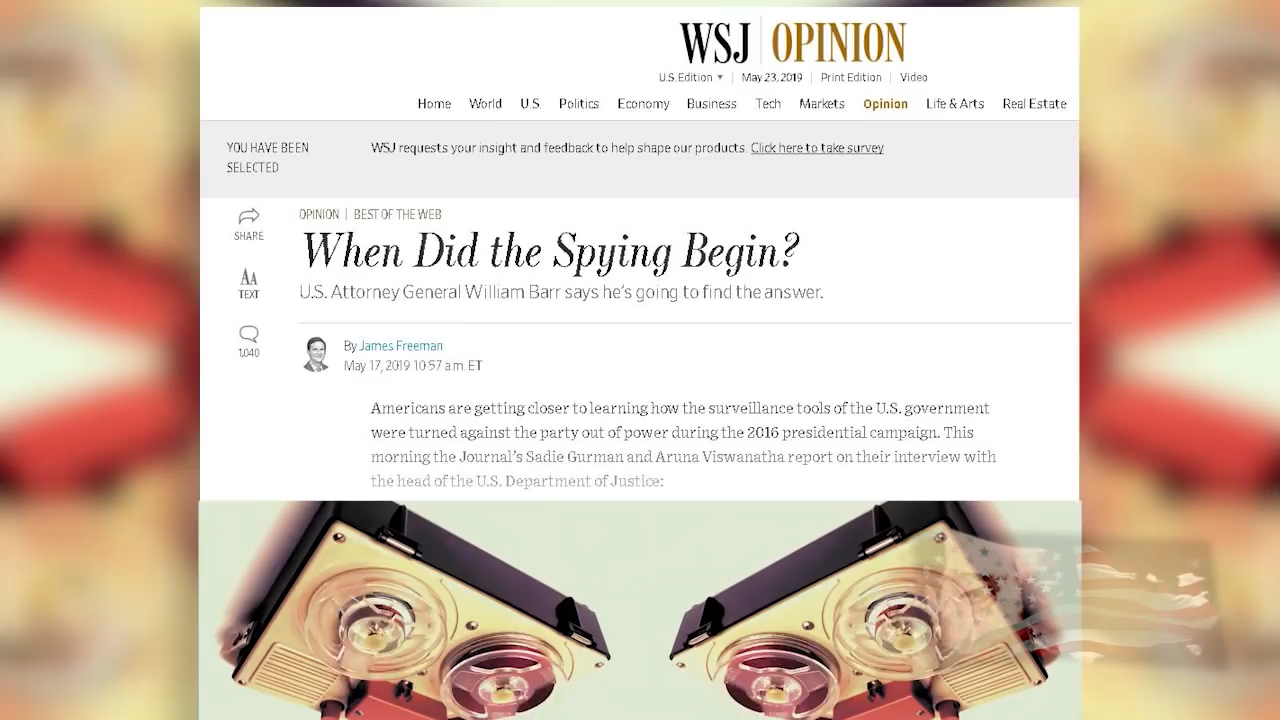 WSJ OPINION
U.S. Edition ▼ May 23, 2019 Print Edition Video
Home World U.S. Politics Economy Business Tech Markets Opinion Life & Arts Real Estate
YOU HAVE BEEN
SELECTED
WSJ requests your insight and feedback to help shape our products. Click here to take survey
SHARE
AA
TEXT
1,040
OPINION | BEST OF THE WEB
When Did the Spying Begin?
U.S. Attorney General William Barr says he's going to find the answer.
By James Freeman
May 17, 2019 10:57 a.m. ET
Americans are getting closer to learning how the surveillance tools of the U.S. government
were turned against the party out of power during the 2016 presidential campaign. This
morning the Journal's Sadie Gurman and Aruna Viswanatha report on their interview with
the head of the U.S. Department of Justice: